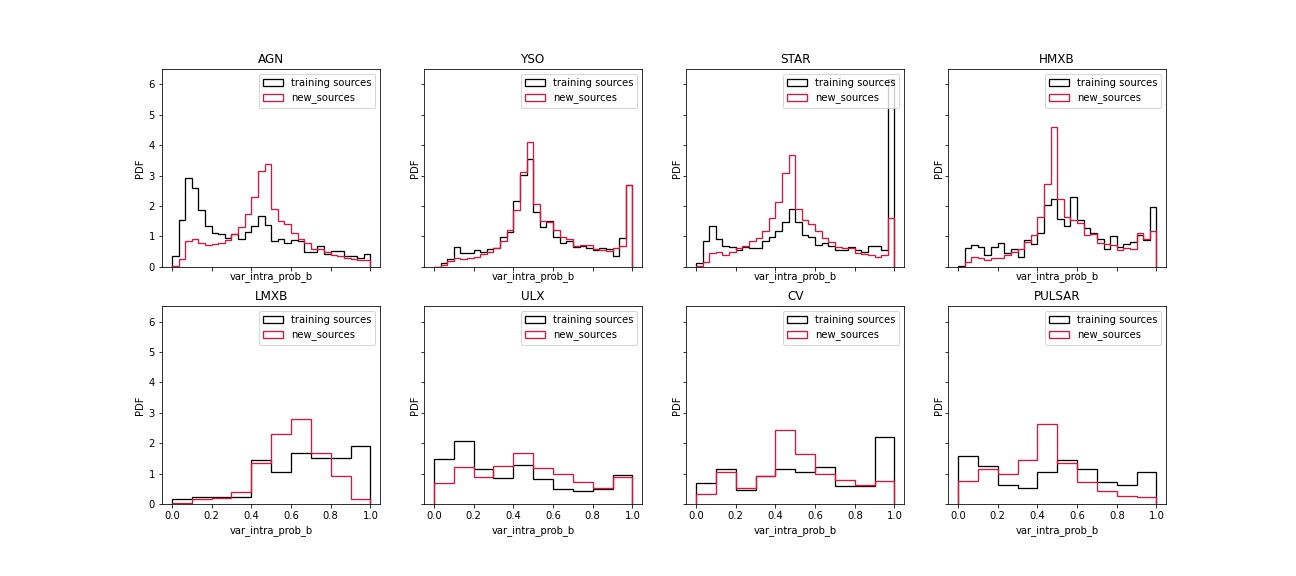 AGN
YSO
STAR
HMXB
training sources
new_sources
training sources
new_sources
training sources
new_sources
training sources
new_sources
6
5
4
3
2
1
0
PDF
PDF
PDF
PDF
var_intra_prob_b
var_intra_prob_b
var_intra_prob_b
var_intra_prob_b
LMXB
ULX
CV
PULSAR
training sources
new_sources
training sources
new_sources
training sources
new_sources
training sources
new_sources
6
5
4
3
2
1
0
PDF
PDF
PDF
PDF
0.0 0.2 0.4 0.6 0.8 1.0
0.0 0.2 0.4 0.6 0.8 1.0
0.0 0.2 0.4 0.6 0.8 1.0
0.0 0.2 0.4 0.6 0.8 1.0
var_intra_prob_b
var_intra_prob_b
var_intra_prob_b
var_intra_prob_b